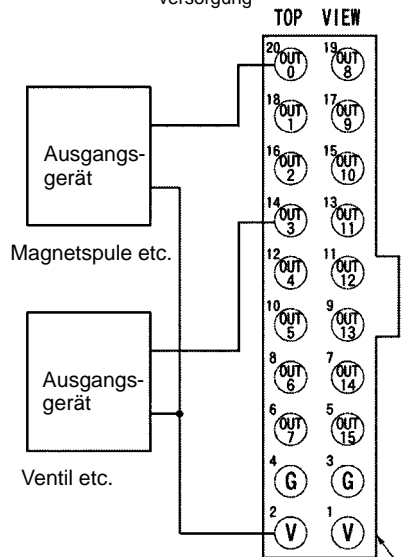 versorgung
TOP VIEW
20 OUT 0 19 OUT 8
18 OUT 1 17 OUT 9
16 OUT 2 15 OUT 10
14 OUT 3 13 OUT 11
12 OUT 4 11 OUT 12
10 OUT 5 9 OUT 13
8 OUT 6 7 OUT 14
6 OUT 7 5 OUT 15
4 G 3 G
2 V 1 V
Ausgangs-
gerät
Magnetspule etc.
Ausgangs-
gerät
Ventil etc.